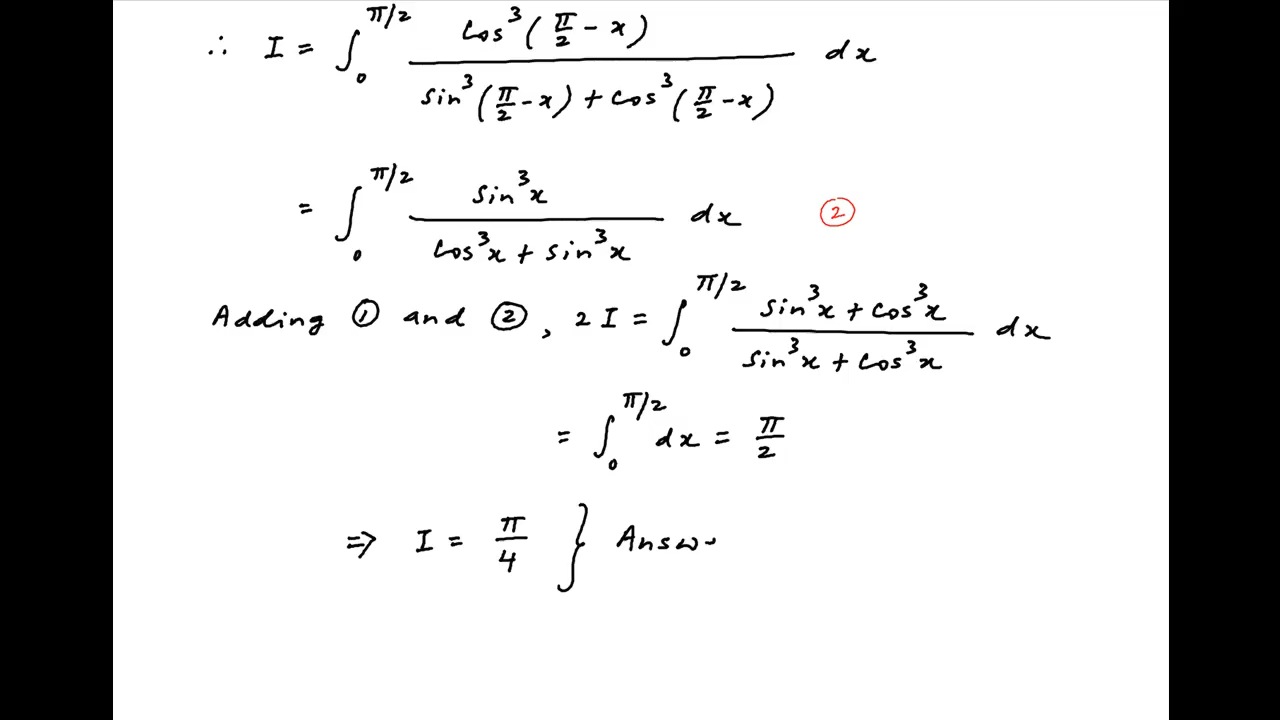 ∴ I = ∫₀^(π/2) cos³(π/2 − x) / (sin³(π/2 − x) + cos³(π/2 − x)) dx
= ∫₀^(π/2) sin³x / (cos³x + sin³x) dx ②
Adding ① and ②, 2I = ∫₀^(π/2) (sin³x + cos³x) / (sin³x + cos³x) dx
= ∫₀^(π/2) dx = π/2
⇒ I = π/4 } Answ